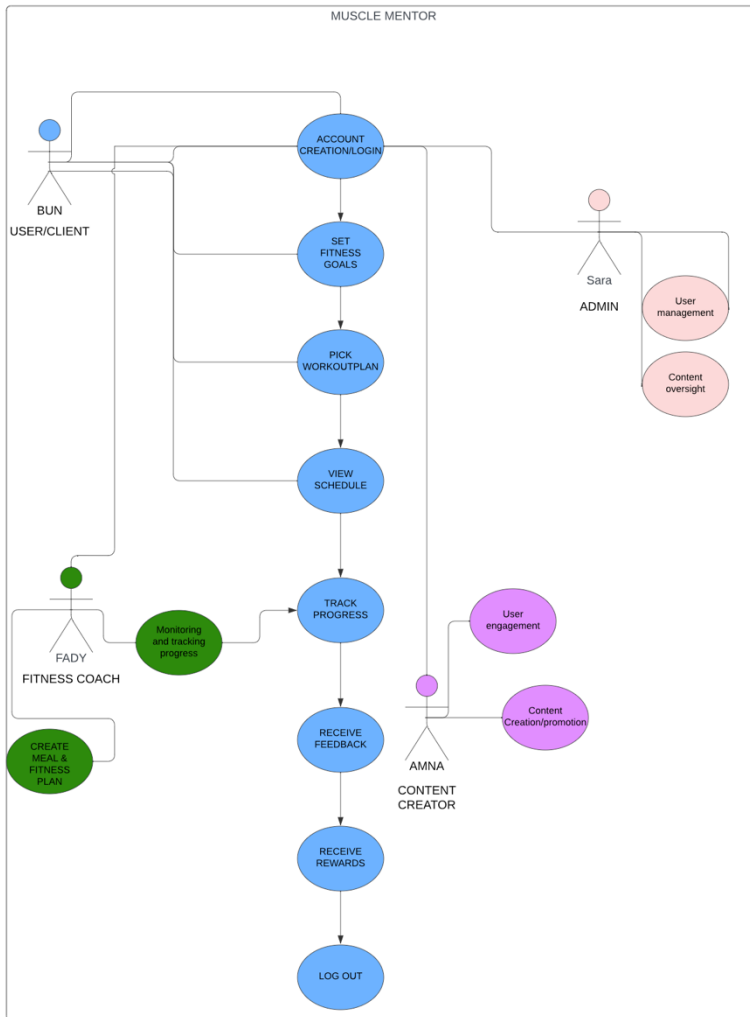 MUSCLE MENTOR
ACCOUNT
CREATION/LOGIN
BUN
USER/CLIENT
SET
FITNESS
GOALS
Sara
ADMIN
User
management
PICK
WORKOUTPLAN
Content
oversight
VIEW
SCHEDULE
TRACK
PROGRESS
Monitoring
and tracking
progress
FADY
FITNESS COACH
User
engagement
Content
Creation/promotion
RECEIVE
FEEDBACK
CREATE
MEAL &
FITNESS
PLAN
AMNA
CONTENT
CREATOR
RECEIVE
REWARDS
LOG OUT